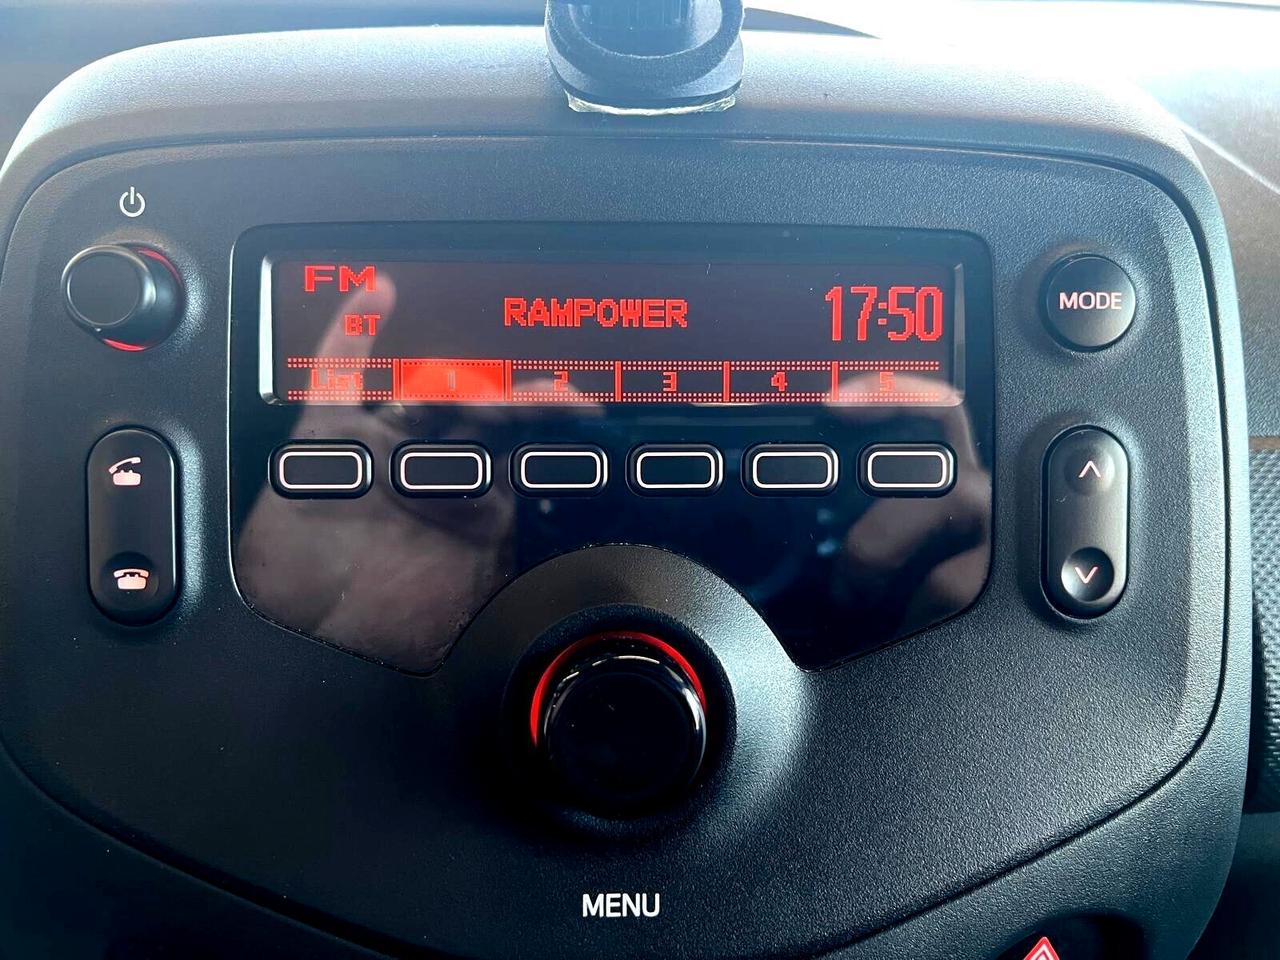 FM
BT
RAMPOWER
17:50
List 1 2 3 4 5
MODE
MENU